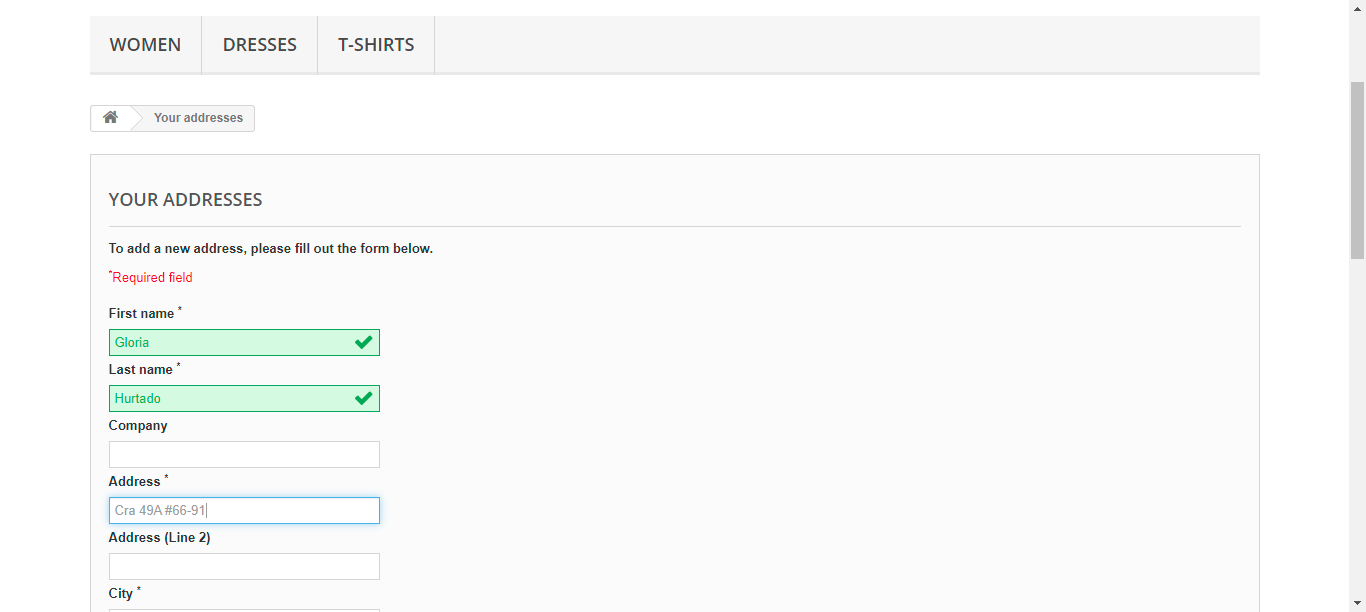 WOMEN DRESSES T-SHIRTS
Your addresses
YOUR ADDRESSES
To add a new address, please fill out the form below.
*Required field
First name *
Gloria
Last name *
Hurtado
Company
Address *
Cra 49A #66-91
Address (Line 2)
City *